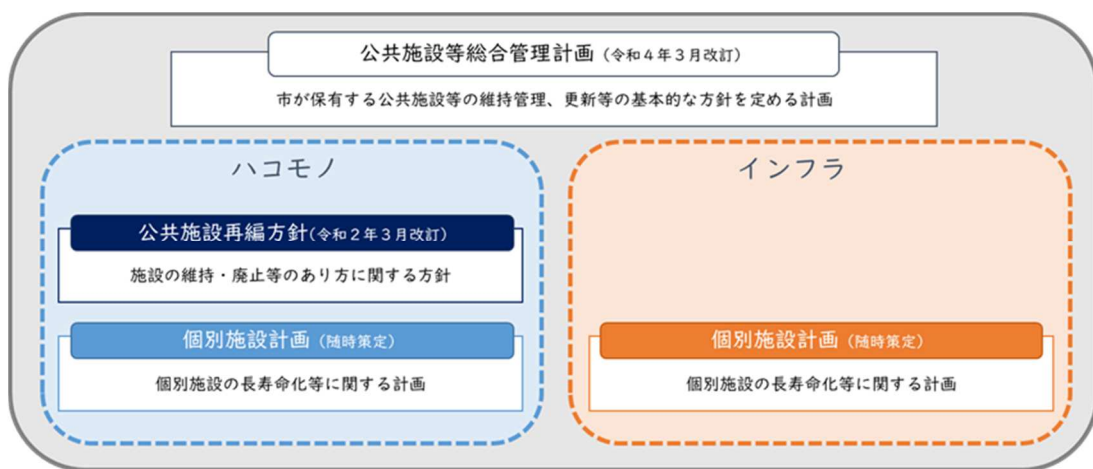 公共施設等総合管理計画（令和４年３月改訂）
市が保有する公共施設等の維持管理、更新等の基本的な方針を定める計画
ハコモノ
公共施設再編方針(令和２年３月改訂)
施設の維持・廃止等のあり方に関する方針
個別施設計画（随時策定）
個別施設の長寿命化等に関する計画
インフラ
個別施設計画（随時策定）
個別施設の長寿命化等に関する計画